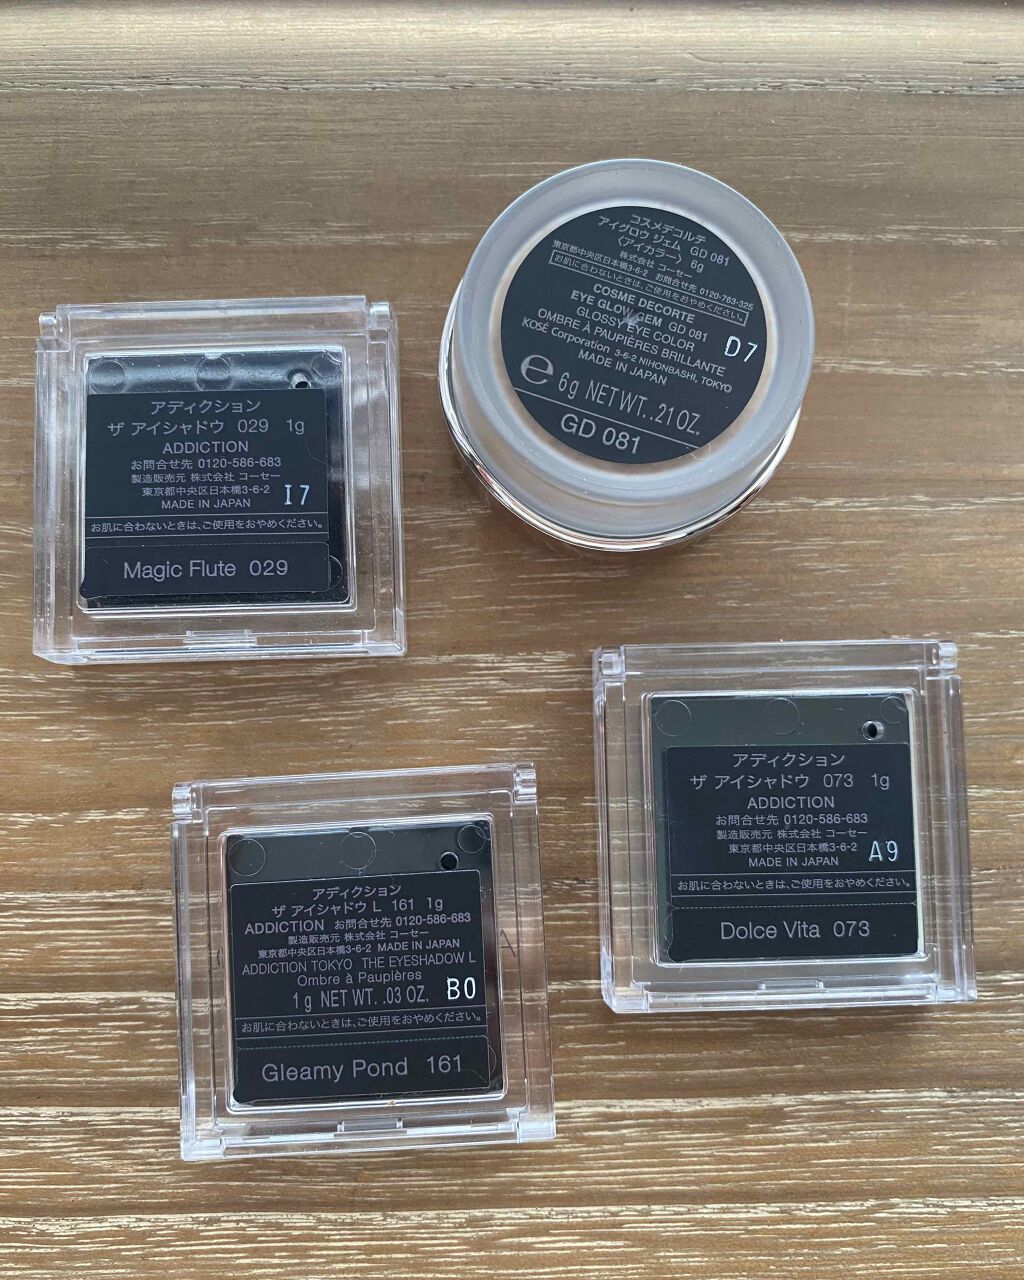 コスメデコルテ
アイグロウ ジェム GD 081
〈アイカラー〉 6g
株式会社 コーセー
東京都中央区日本橋3-6-2 お問合せ先 0120-763-325
お肌に合わないときは、ご使用をおやめください。
COSME DECORTE
EYE GLOW GEM GD 081
GLOSSY EYE COLOR
OMBRE À PAUPIÈRES BRILLANTE
KOSÉ Corporation 3-6-2 NIHONBASHI, TOKYO
MADE IN JAPAN
D7
e 6g NET WT. .21 OZ.
GD 081
アディクション
ザ アイシャドウ 029 1g
ADDICTION
お問合せ先 0120-586-683
製造販売元 株式会社 コーセー
東京都中央区日本橋3-6-2
MADE IN JAPAN
I7
お肌に合わないときは、ご使用をおやめください。
Magic Flute 029
アディクション
ザ アイシャドウ 073 1g
ADDICTION
お問合せ先 0120-586-683
製造販売元 株式会社 コーセー
東京都中央区日本橋3-6-2
MADE IN JAPAN
A9
お肌に合わないときは、ご使用をおやめください。
Dolce Vita 073
アディクション
ザ アイシャドウ L 161 1g
ADDICTION お問合せ先 0120-586-683
製造販売元 株式会社 コーセー
東京都中央区日本橋3-6-2 MADE IN JAPAN
ADDICTION TOKYO THE EYESHADOW L
Ombre à Paupières
1g NET WT. .03 OZ. B0
お肌に合わないときは、ご使用をおやめください。
Gleamy Pond 161